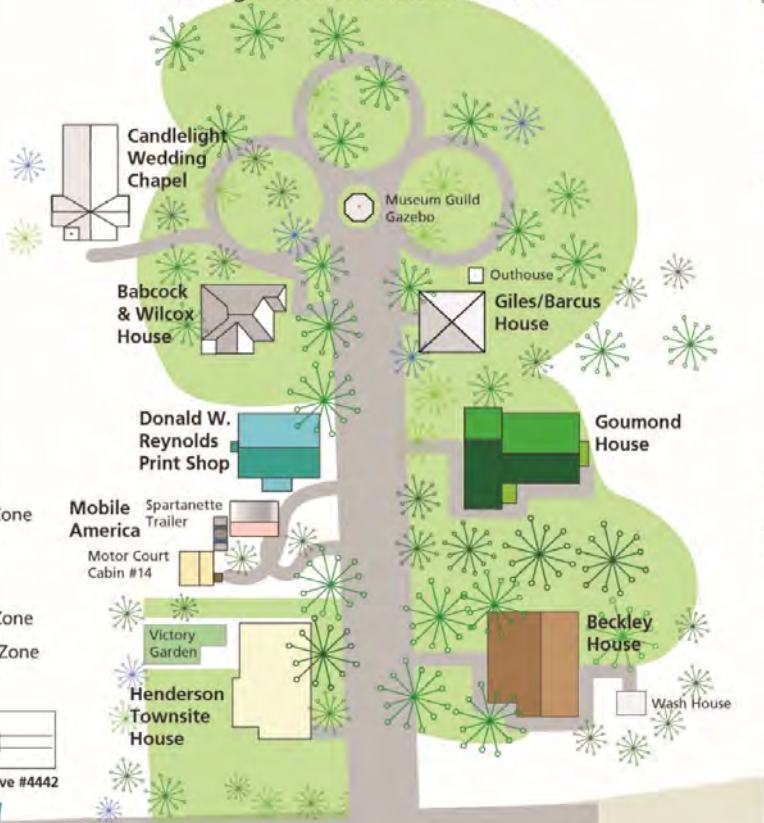 Candlelight
Wedding
Chapel
Museum Guild
Gazebo
Outhouse
Babcock
& Wilcox
House
Giles/Barcus
House
Donald W.
Reynolds
Print Shop
Goumond
House
Mobile
America
Spartanette
Trailer
Motor Court
Cabin #14
Zone
Zone
Zone
Victory
Garden
Beckley
House
Henderson
Townsite
House
Wash House
ve #4442